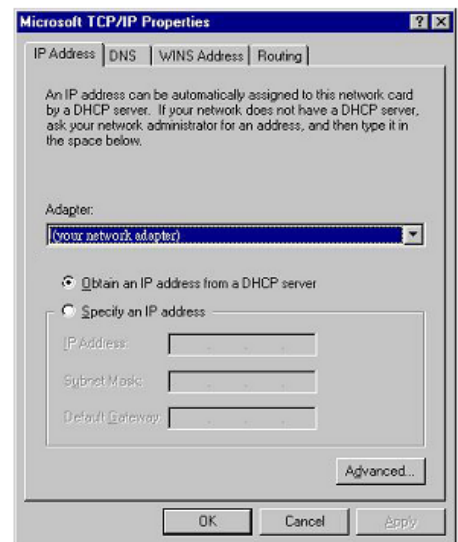 Microsoft TCP/IP Properties
IP Address DNS WINS Address Routing
An IP address can be automatically assigned to this network card
by a DHCP server. If your network does not have a DHCP server,
ask your network administrator for an address, and then type it in
the space below.
Adapter:
(your network adapter)
Obtain an IP address from a DHCP server
Specify an IP address
IP Address:
Subnet Mask:
Default Gateway:
Advanced...
OK Cancel Apply